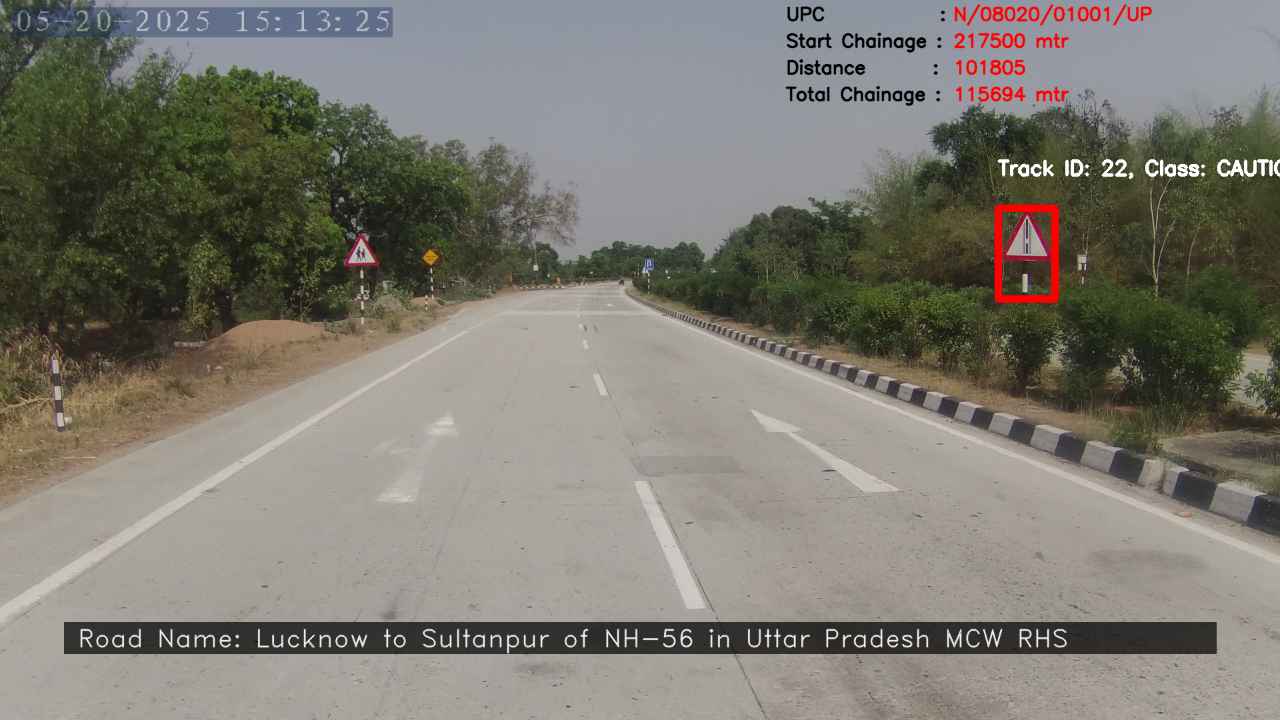 05-20-2025 15:13:25
UPC : N/08020/01001/UP
Start Chainage : 217500 mtr
Distance : 101805
Total Chainage : 115694 mtr
Track ID: 22, Class: CAUTIO
Road Name: Lucknow to Sultanpur of NH-56 in Uttar Pradesh MCW RHS